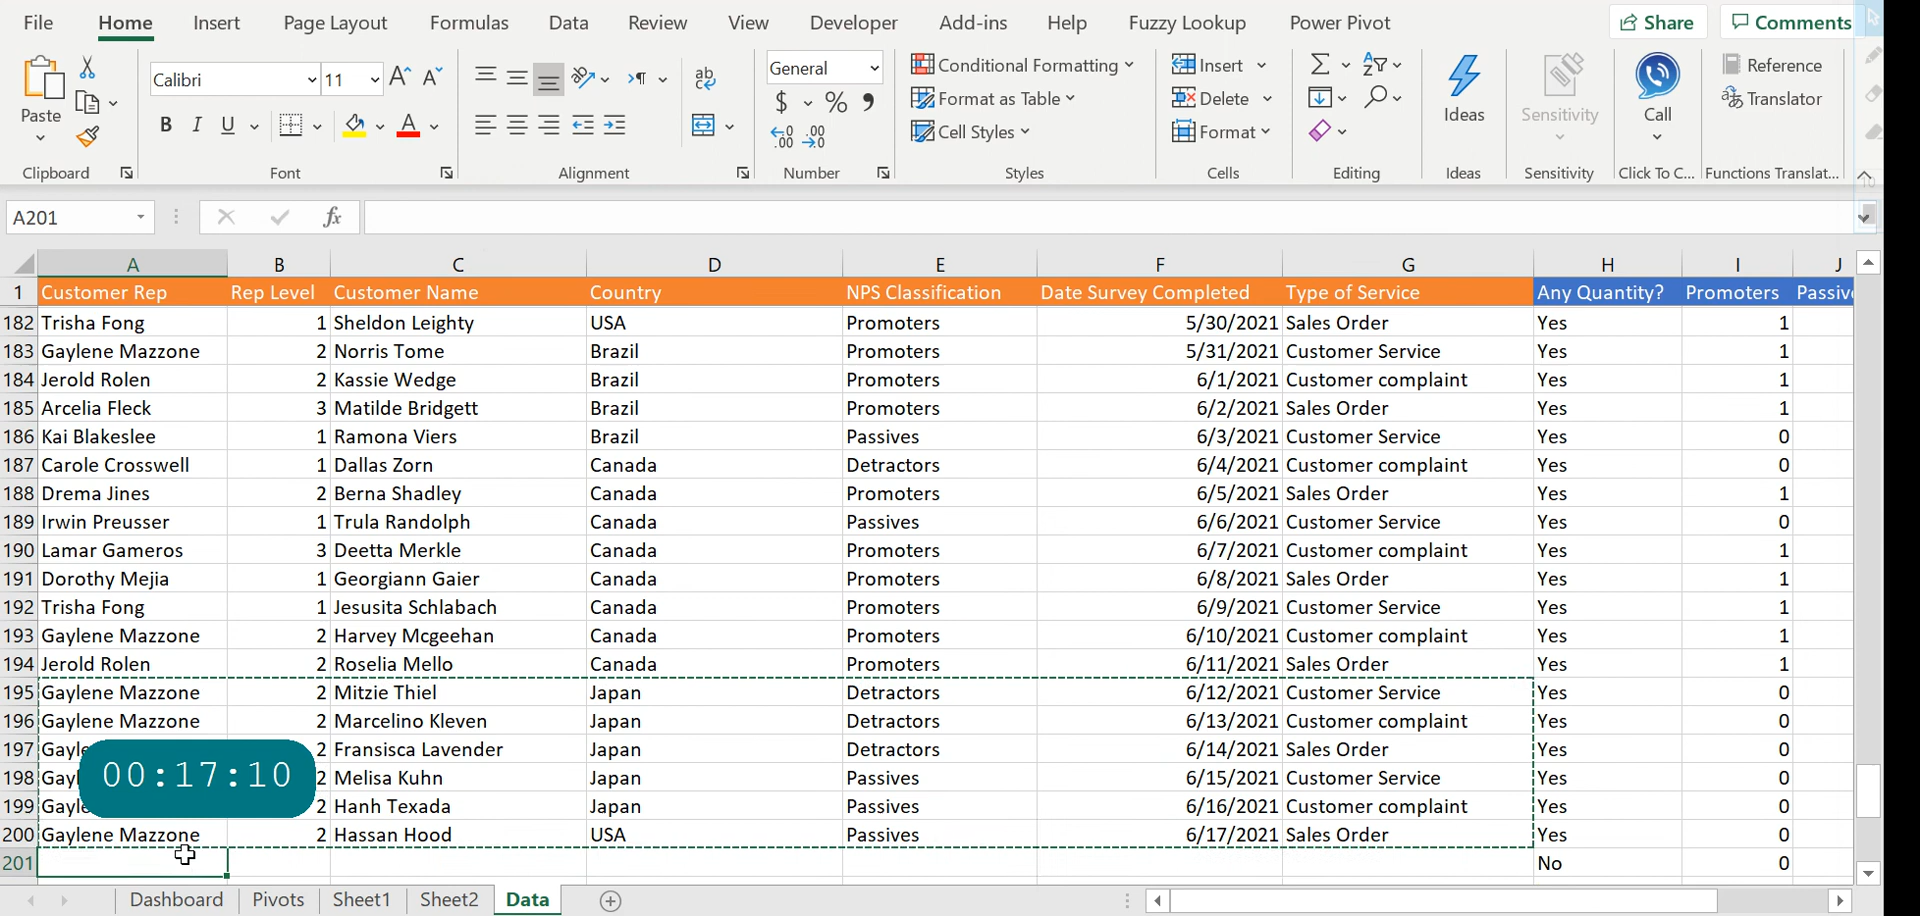 File Home Insert Page Layout Formulas Data Review View Developer Add-ins Help Fuzzy Lookup Power Pivot Share Comments
Paste Calibri 11 A A ab General Conditional Formatting Insert Σ Ideas Sensitivity Call Reference
B I U A $ % Format as Table Delete Translator
Cell Styles Format
Clipboard Font Alignment Number Styles Cells Editing Ideas Sensitivity Click To C... Functions Translat...
A201 fx
A B C D E F G H I J
1 Customer Rep Rep Level Customer Name Country NPS Classification Date Survey Completed Type of Service Any Quantity? Promoters Passiv
182 Trisha Fong 1 Sheldon Leighty USA Promoters 5/30/2021 Sales Order Yes 1
183 Gaylene Mazzone 2 Norris Tome Brazil Promoters 5/31/2021 Customer Service Yes 1
184 Jerold Rolen 2 Kassie Wedge Brazil Promoters 6/1/2021 Customer complaint Yes 1
185 Arcelia Fleck 3 Matilde Bridgett Brazil Promoters 6/2/2021 Sales Order Yes 1
186 Kai Blakeslee 1 Ramona Viers Brazil Passives 6/3/2021 Customer Service Yes 0
187 Carole Crosswell 1 Dallas Zorn Canada Detractors 6/4/2021 Customer complaint Yes 0
188 Drema Jines 2 Berna Shadley Canada Promoters 6/5/2021 Sales Order Yes 1
189 Irwin Preusser 1 Trula Randolph Canada Passives 6/6/2021 Customer Service Yes 0
190 Lamar Gameros 3 Deetta Merkle Canada Promoters 6/7/2021 Customer complaint Yes 1
191 Dorothy Mejia 1 Georgiann Gaier Canada Promoters 6/8/2021 Sales Order Yes 1
192 Trisha Fong 1 Jesusita Schlabach Canada Promoters 6/9/2021 Customer Service Yes 1
193 Gaylene Mazzone 2 Harvey Mcgeehan Canada Promoters 6/10/2021 Customer complaint Yes 1
194 Jerold Rolen 2 Roselia Mello Canada Promoters 6/11/2021 Sales Order Yes 1
195 Gaylene Mazzone 2 Mitzie Thiel Japan Detractors 6/12/2021 Customer Service Yes 0
196 Gaylene Mazzone 2 Marcelino Kleven Japan Detractors 6/13/2021 Customer complaint Yes 0
197 Gayle 2 Fransisca Lavender Japan Detractors 6/14/2021 Sales Order Yes 0
198 Gayl 2 Melisa Kuhn Japan Passives 6/15/2021 Customer Service Yes 0
00:17:10
199 Gayle 2 Hanh Texada Japan Passives 6/16/2021 Customer complaint Yes 0
200 Gaylene Mazzone 2 Hassan Hood USA Passives 6/17/2021 Sales Order Yes 0
201 No 0
Dashboard Pivots Sheet1 Sheet2 Data